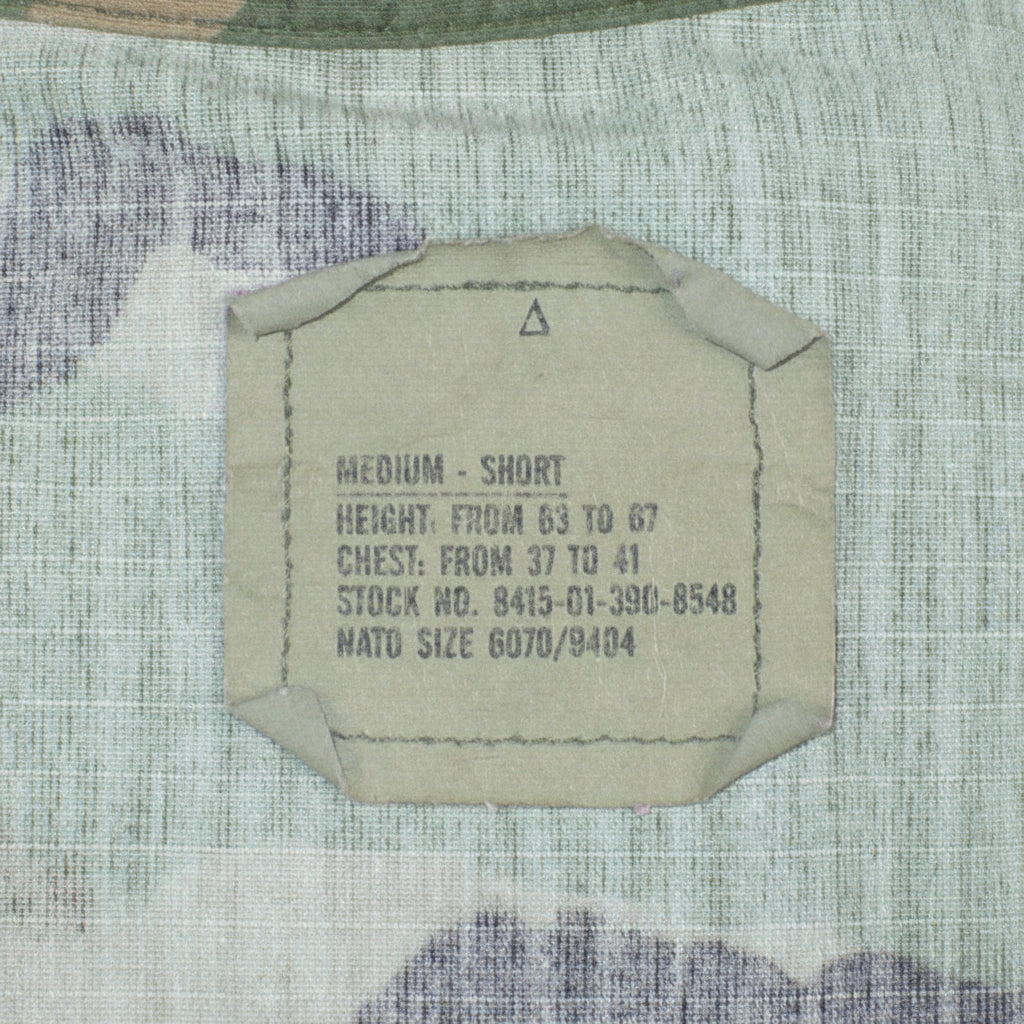 MEDIUM - SHORT
HEIGHT: FROM 63 TO 67
CHEST: FROM 37 TO 41
STOCK NO. 8415-01-390-8548
NATO SIZE 6070/9404